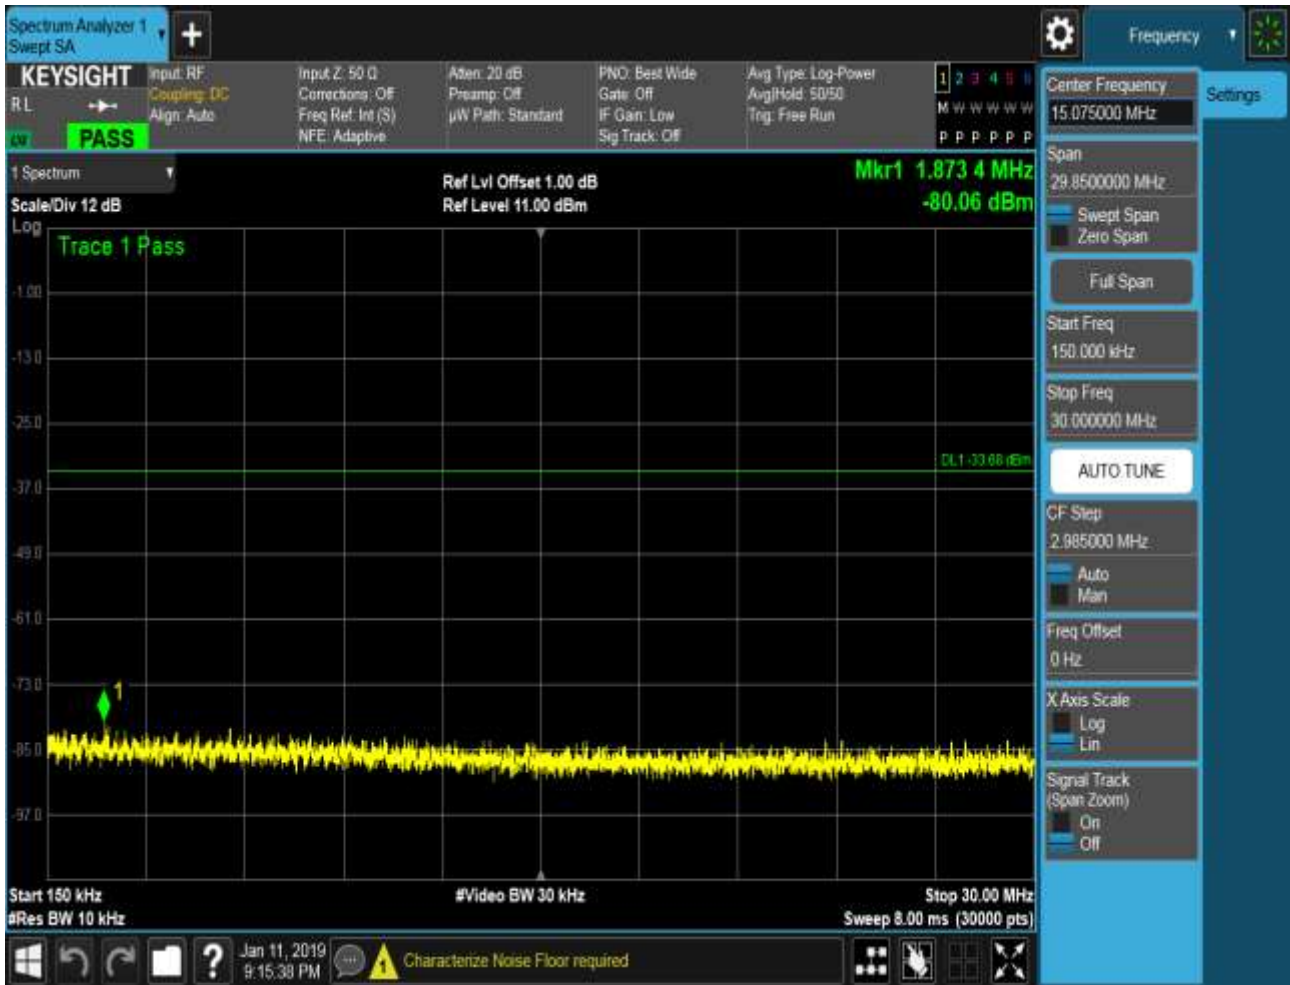 Spectrum Analyzer 1
Swept SA
+
Frequency
KEYSIGHT
R L
PASS
Input: RF
Coupling: DC
Align: Auto
Input Z: 50 Ω
Corrections: Off
Freq Ref: Int (S)
NFE: Adaptive
Atten: 20 dB
Preamp: Off
µW Path: Standard
PNO: Best Wide
Gate: Off
IF Gain: Low
Sig Track: Off
Avg Type: Log-Power
Avg|Hold: 50/50
Trig: Free Run
1 2 3 4 5 6
M W W W W W
P P P P P P
1 Spectrum
Scale/Div 12 dB
Log
Ref Lvl Offset 1.00 dB
Ref Level 11.00 dBm
Mkr1 1.873 4 MHz
-80.06 dBm
Trace 1 Pass
-1.00
-13.0
-25.0
-37.0
-49.0
-61.0
-73.0
-85.0
-97.0
DL1 -33.68 dBm
1
Start 150 kHz
#Res BW 10 kHz
#Video BW 30 kHz
Stop 30.00 MHz
Sweep 8.00 ms (30000 pts)
Center Frequency
15.075000 MHz
Settings
Span
29.8500000 MHz
Swept Span
Zero Span
Full Span
Start Freq
150.000 kHz
Stop Freq
30.000000 MHz
AUTO TUNE
CF Step
2.985000 MHz
Auto
Man
Freq Offset
0 Hz
X Axis Scale
Log
Lin
Signal Track
(Span Zoom)
On
Off
?
Jan 11, 2019
9:15:38 PM
1
Characterize Noise Floor required